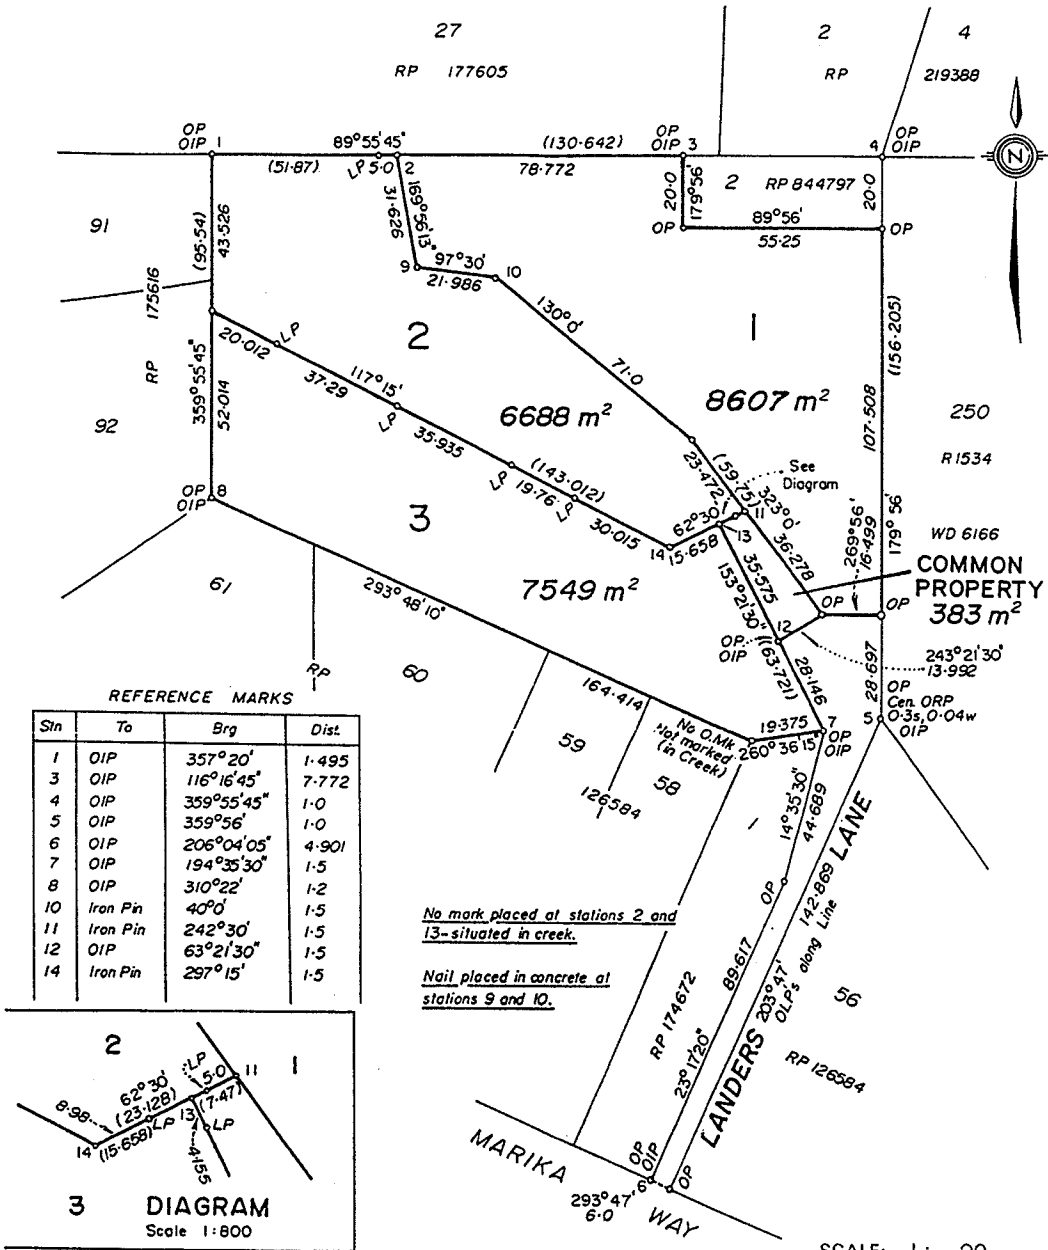 27
RP 177605
2
4
RP
219388
OP
OIP
1
89°55'45"
(130·642)
OP
OIP
3
4
OP
OIP
(51·87)
LP
5·0
2
78·772
N
20·0
179°56'
2
RP 844797
20·0
89°56'
OP
55·25
OP
91
(95·54)
43·526
169°56'13"
31·626
9
97°30'
21·986
10
130°0'
71·0
175616
RP
20·012
LP
37·29
117°15'
LP
35·935
LP
19·76
(143·012)
LP
30·015
2
6688 m²
1
8607 m²
(156·205)
107·508
179°56'
250
R1534
WD 6166
92
359°55'45"
52·014
OP
OIP
8
3
7549 m²
23·472
(59·75)
323°0'
36·278
See
Diagram
62°30'
15·658
14
13
11
269°56'
16·499
COMMON
PROPERTY
383 m²
35·575
153°21'30"
(63·721)
12
OP
OIP
OP
OP
243°21'30"
13·992
28·697
28·146
61
293°48'10"
RP
60
164·414
59
126584
58
No O.Mk
Not marked
(in Creek)
19·375
260°36'15"
7
OP
OIP
OP
Cen. ORP
0·3s, 0·04w
OIP
5
REFERENCE MARKS
Stn To Brg Dist.
1 OIP 357°20' 1·495
3 OIP 116°16'45" 7·772
4 OIP 359°55'45" 1·0
5 OIP 359°56' 1·0
6 OIP 206°04'05" 4·901
7 OIP 194°35'30" 1·5
8 OIP 310°22' 1·2
10 Iron Pin 40°0' 1·5
11 Iron Pin 242°30' 1·5
12 OIP 63°21'30" 1·5
14 Iron Pin 297°15' 1·5
1
14°35'30"
44·689
OP
No mark placed at stations 2 and
13-situated in creek.
Nail placed in concrete at
stations 9 and 10.
RP 174672
89·617
23°17'20"
LANDERS LANE
142·869
203°47'
OLP's along Line
56
RP 126584
MARIKA WAY
OP
OIP
6
OP
293°47'
6·0
2
1
62°30'
(23·128)
8·98
LP
5·0
11
13
(7·47)
LP
LP
14
(15·658)
4·155
3
DIAGRAM
Scale 1:800